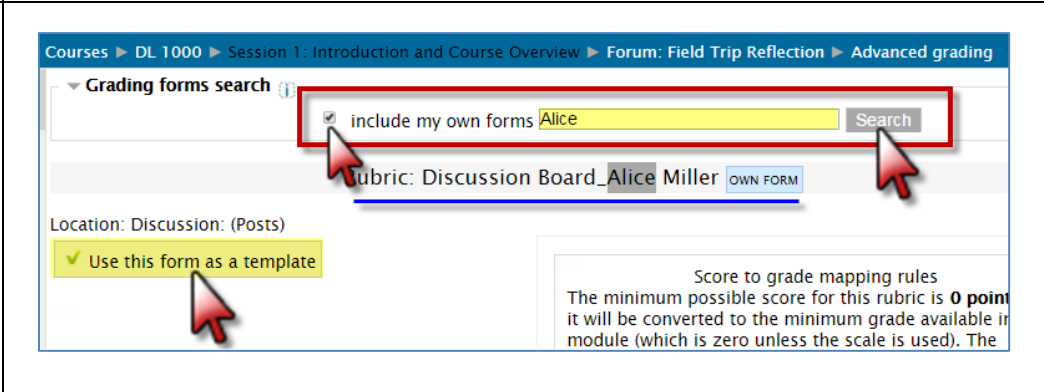 Courses ► DL 1000 ► Session 1: Introduction and Course Overview ► Forum: Field Trip Reflection ► Advanced grading
Grading forms search
include my own forms Alice Search
Rubric: Discussion Board_Alice Miller OWN FORM
Location: Discussion: (Posts)
Use this form as a template
Score to grade mapping rules
The minimum possible score for this rubric is 0 point
it will be converted to the minimum grade available in
module (which is zero unless the scale is used). The